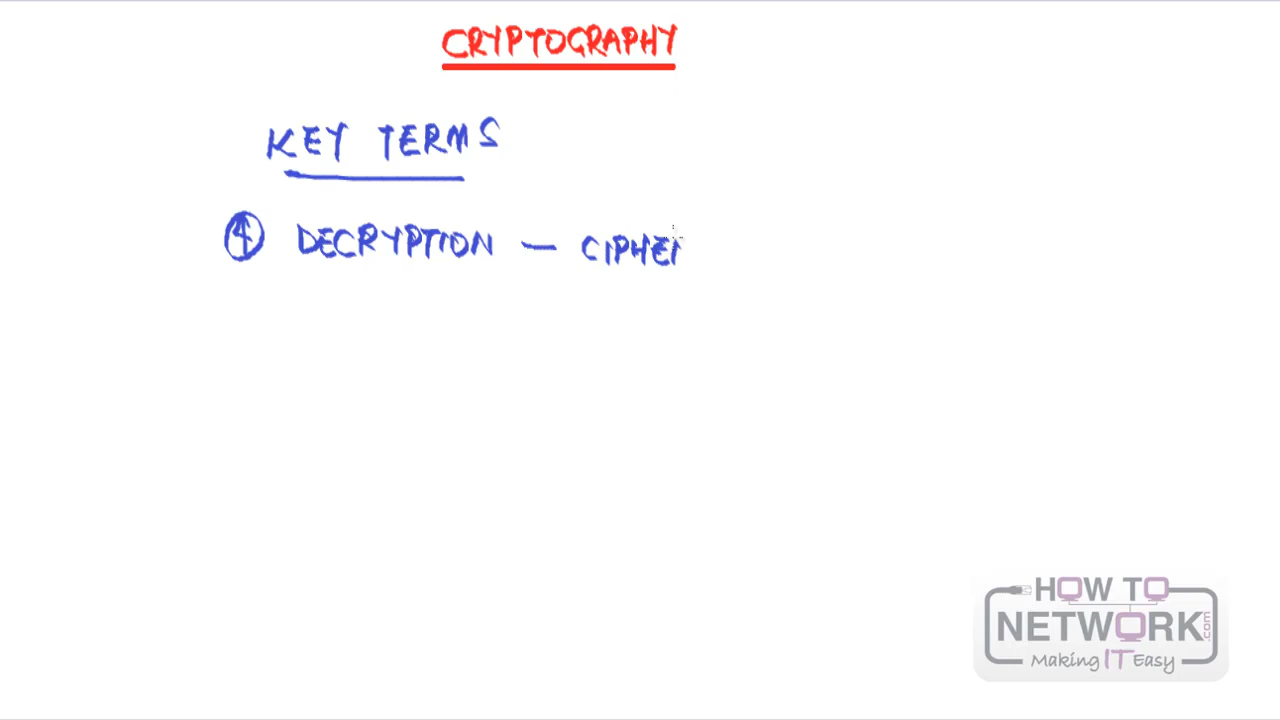 CRYPTOGRAPHY
KEY TERMS
④ DECRYPTION — CIPHE
HOW TO
NETWORK.com
Making IT Easy